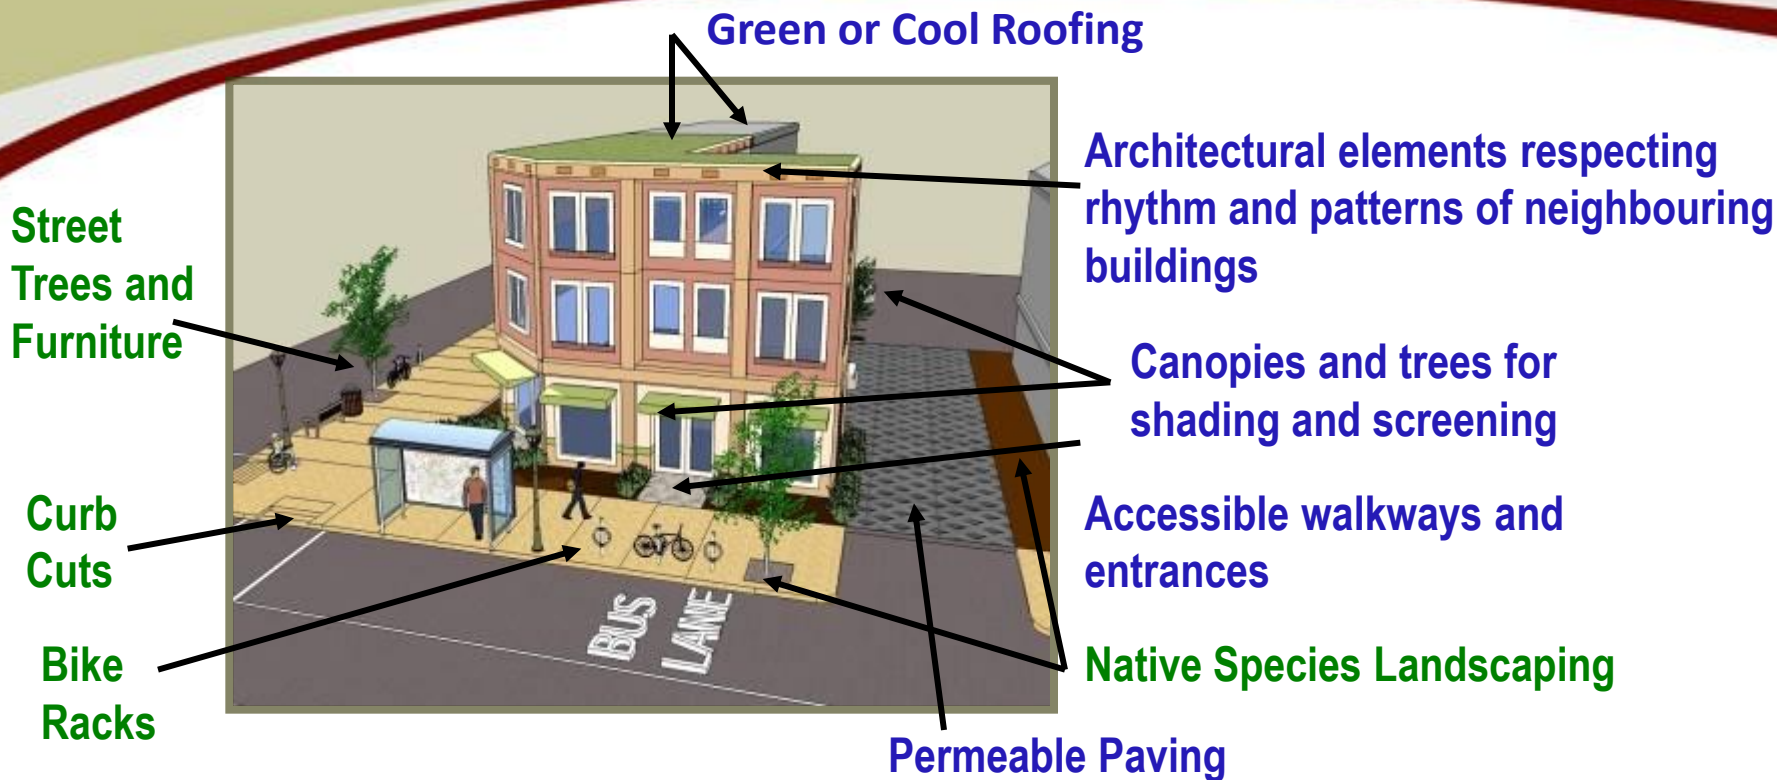 Green or Cool Roofing
Architectural elements respecting
rhythm and patterns of neighbouring
buildings
Street
Trees and
Furniture
Canopies and trees for
shading and screening
Curb
Cuts
Accessible walkways and
entrances
Bike
Racks
Native Species Landscaping
BUS
LANE
Permeable Paving